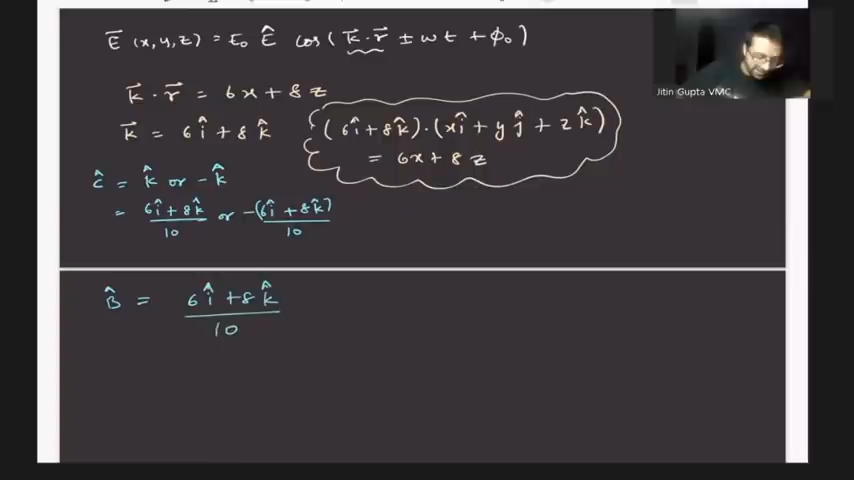 E⃗ (x,y,z) = E₀ Ê cos( k⃗·r⃗ ± ωt + φ₀ )
k⃗ · r⃗ = 6x + 8z
k⃗ = 6î + 8k̂
(6î + 8k̂)·(xî + yĵ + zk̂)
= 6x + 8z
ĉ = k̂ or -k̂
= (6î + 8k̂)/10 or -(6î + 8k̂)/10
B̂ = (6î + 8k̂)/10
Jitin Gupta VMC